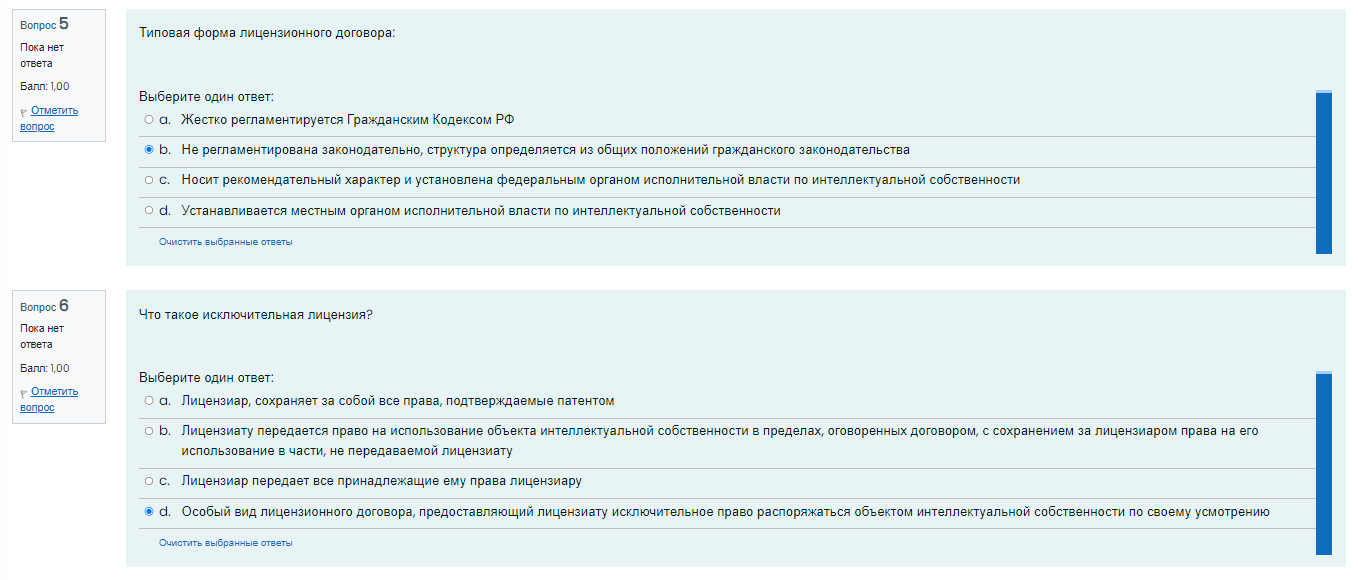 Вопрос 5
Пока нет
ответа
Балл: 1,00
Отметить
вопрос
Типовая форма лицензионного договора:
Выберите один ответ:
a. Жестко регламентируется Гражданским Кодексом РФ
b. Не регламентирована законодательно, структура определяется из общих положений гражданского законодательства
c. Носит рекомендательный характер и установлена федеральным органом исполнительной власти по интеллектуальной собственности
d. Устанавливается местным органом исполнительной власти по интеллектуальной собственности
Очистить выбранные ответы
Вопрос 6
Пока нет
ответа
Балл: 1,00
Отметить
вопрос
Что такое исключительная лицензия?
Выберите один ответ:
a. Лицензиар, сохраняет за собой все права, подтверждаемые патентом
b. Лицензиату передается право на использование объекта интеллектуальной собственности в пределах, оговоренных договором, с сохранением за лицензиаром права на его
использование в части, не передаваемой лицензиату
c. Лицензиар передает все принадлежащие ему права лицензиару
d. Особый вид лицензионного договора, предоставляющий лицензиату исключительное право распоряжаться объектом интеллектуальной собственности по своему усмотрению
Очистить выбранные ответы